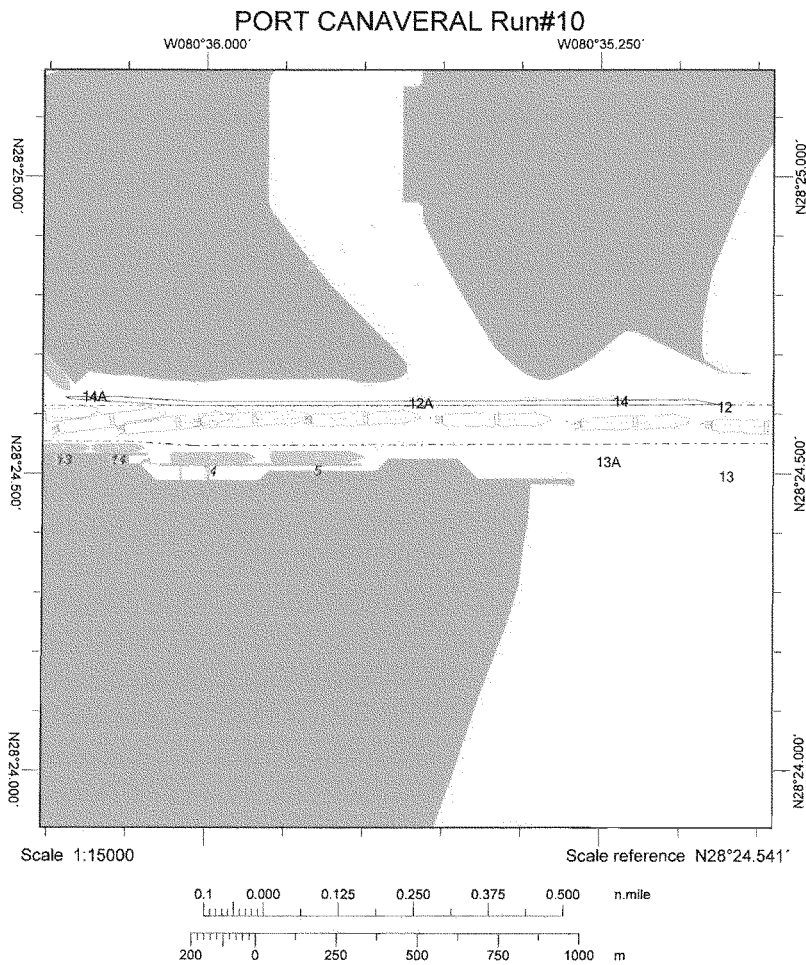 PORT CANAVERAL Run#10
W080°36.000´ W080°35.250´
N28°25.000´ N28°25.000´
14A 12A 14 12
13 14 4 5 13A 13
N28°24.500´ N28°24.500´
N28°24.000´ N28°24.000´
Scale 1:15000 Scale reference N28°24.541´
0.1 0.000 0.125 0.250 0.375 0.500 n.mile
200 0 250 500 750 1000 m